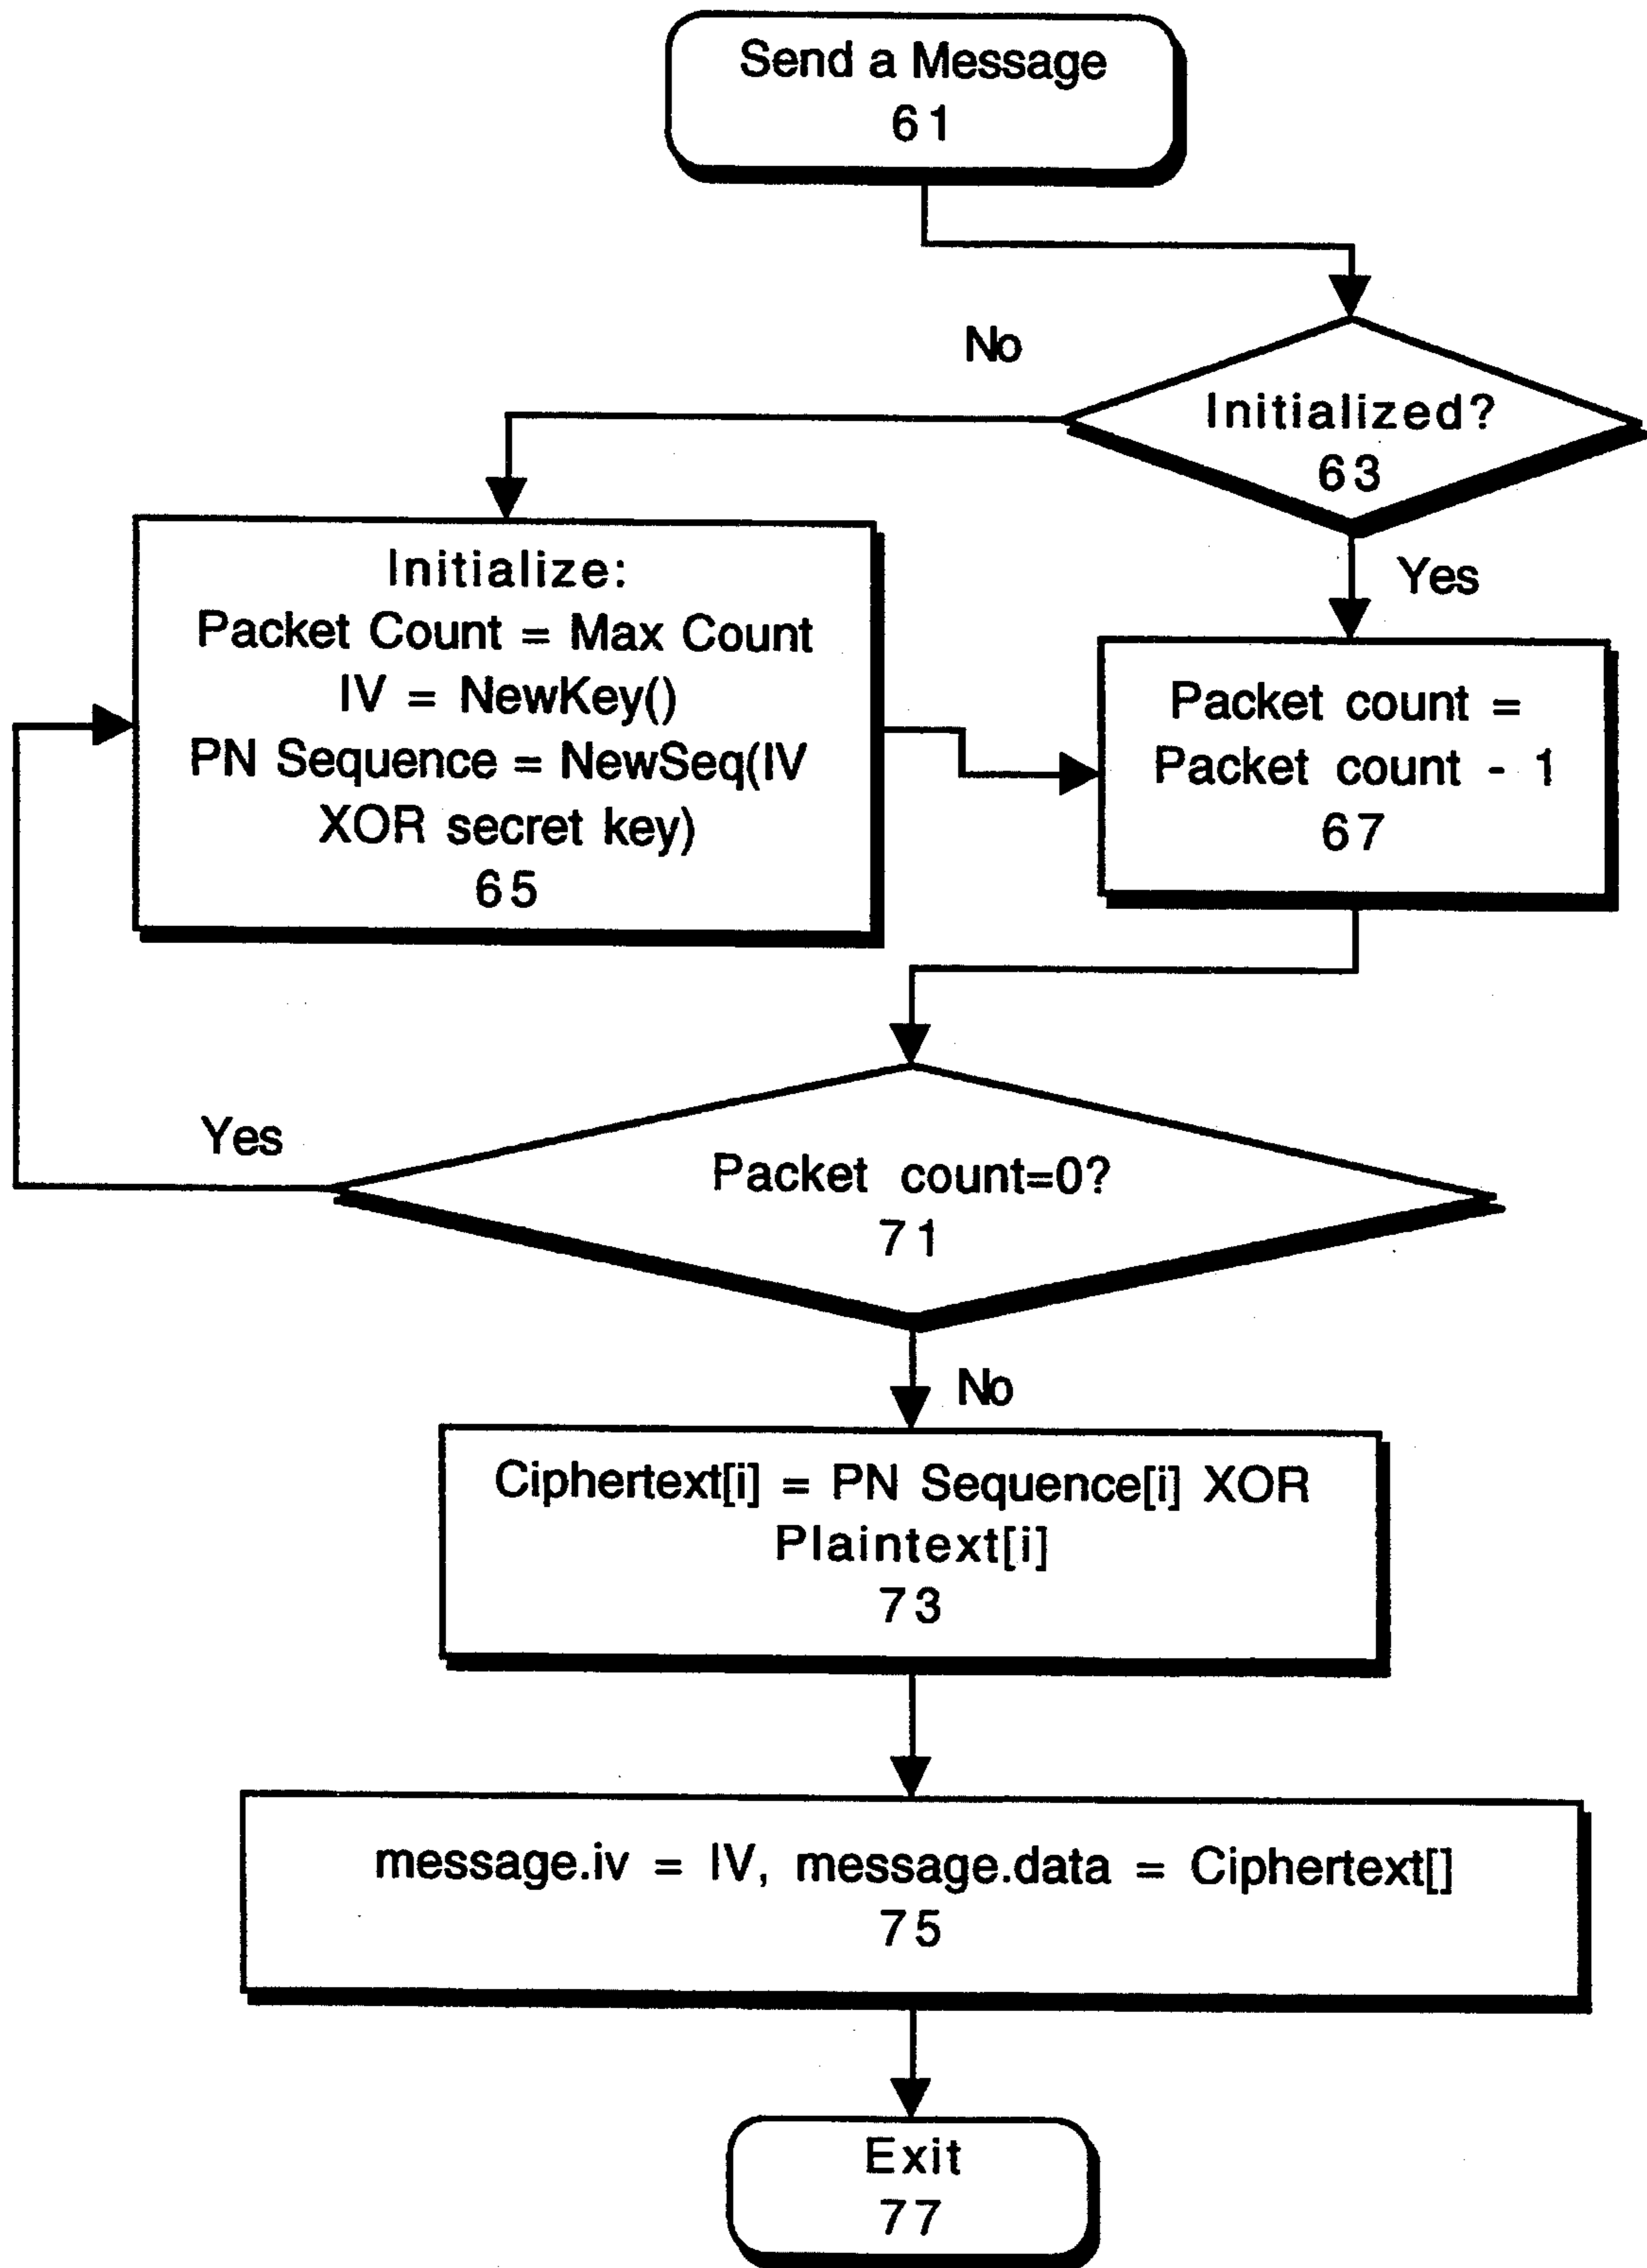 Send a Message
61
No
Initialized?
63
Yes
Initialize:
Packet Count = Max Count
IV = NewKey()
PN Sequence = NewSeq(IV
XOR secret key)
65
Packet count =
Packet count - 1
67
Yes
Packet count=0?
71
No
Ciphertext[i] = PN Sequence[i] XOR
Plaintext[i]
73
message.iv = IV, message.data = Ciphertext[]
75
Exit
77